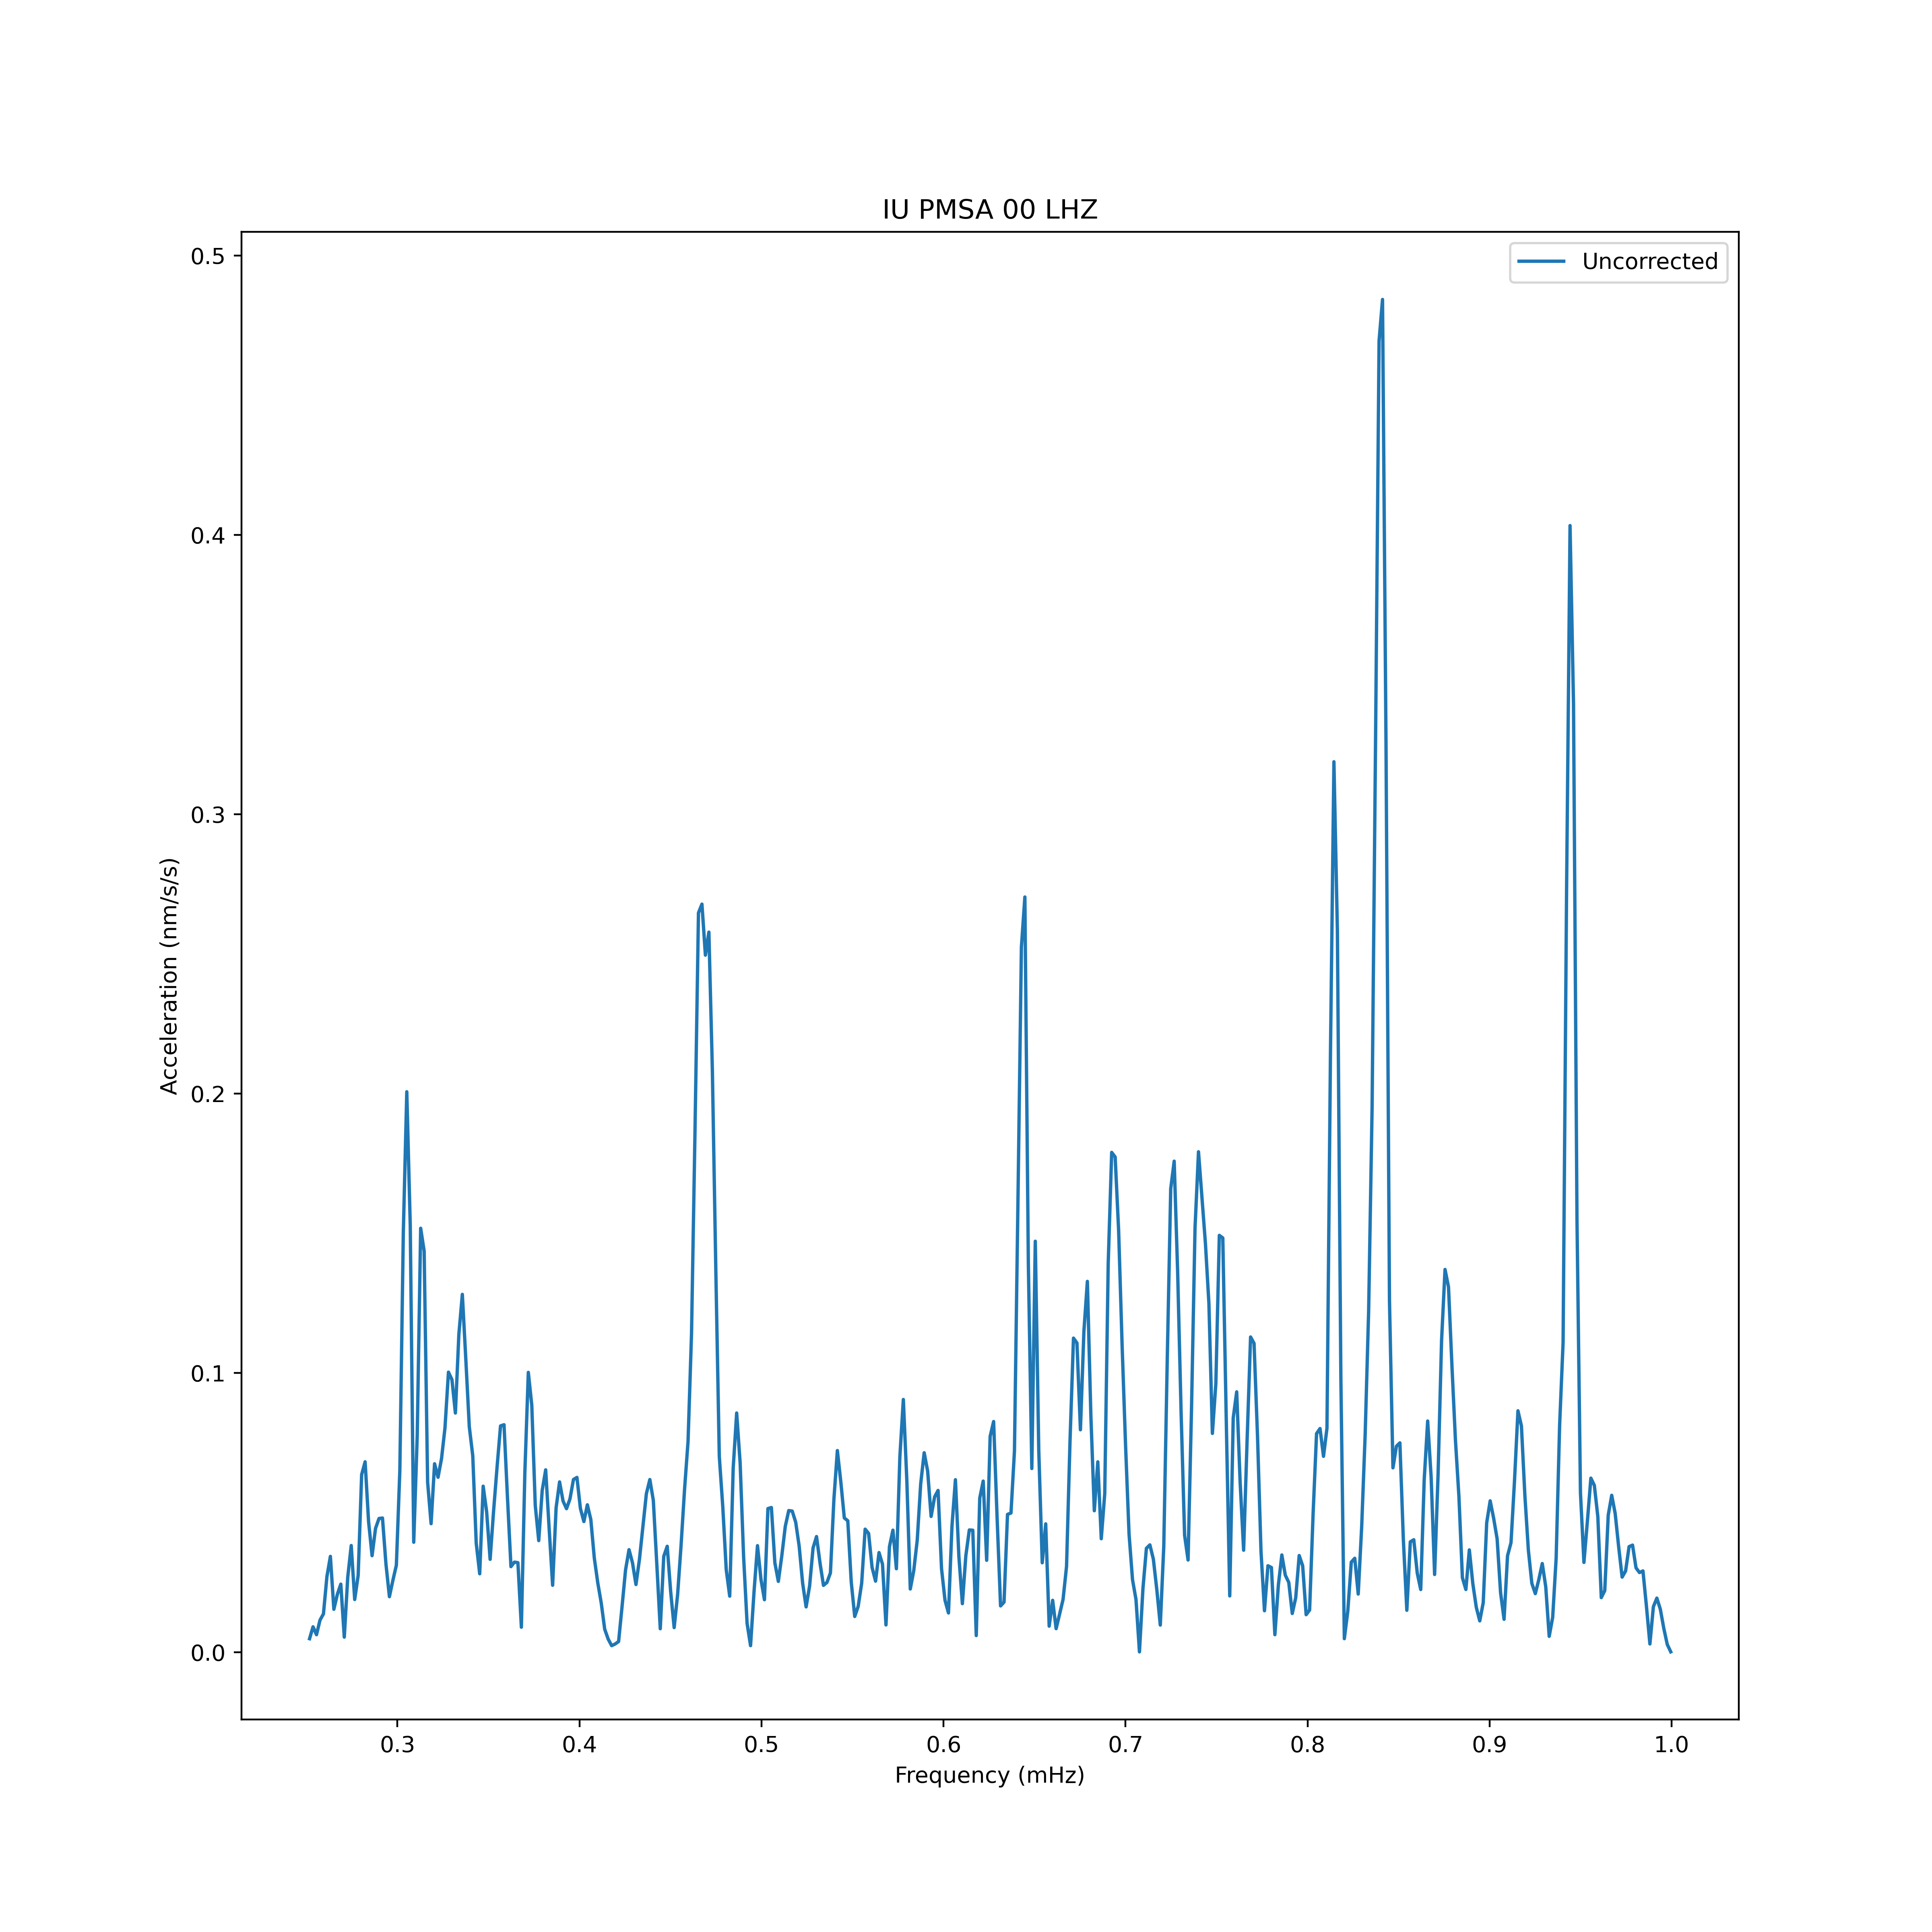 IU PMSA 00 LHZ
Uncorrected
0.5
0.4
0.3
0.2
0.1
0.0
Acceleration (nm/s/s)
0.3 0.4 0.5 0.6 0.7 0.8 0.9 1.0
Frequency (mHz)